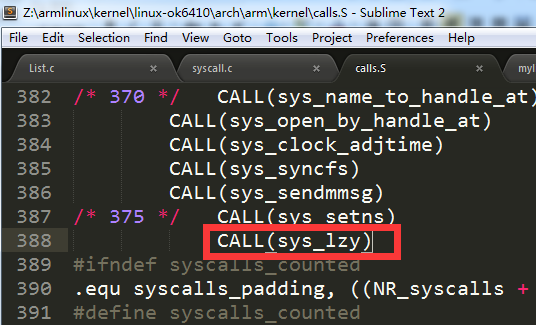 Z:\armlinux\kernel\linux-ok6410\arch\arm\kernel\calls.S - Sublime Text 2
File Edit Selection Find View Goto Tools Project Preferences Help
List.c × syscall.c × calls.S × myl
382 /* 370 */ CALL(sys_name_to_handle_at)
383 CALL(sys_open_by_handle_at)
384 CALL(sys_clock_adjtime)
385 CALL(sys_syncfs)
386 CALL(sys_sendmmsg)
387 /* 375 */ CALL(sys_setns)
388 CALL(sys_lzy)
389 #ifndef syscalls_counted
390 .equ syscalls_padding, ((NR_syscalls +
391 #define syscalls_counted